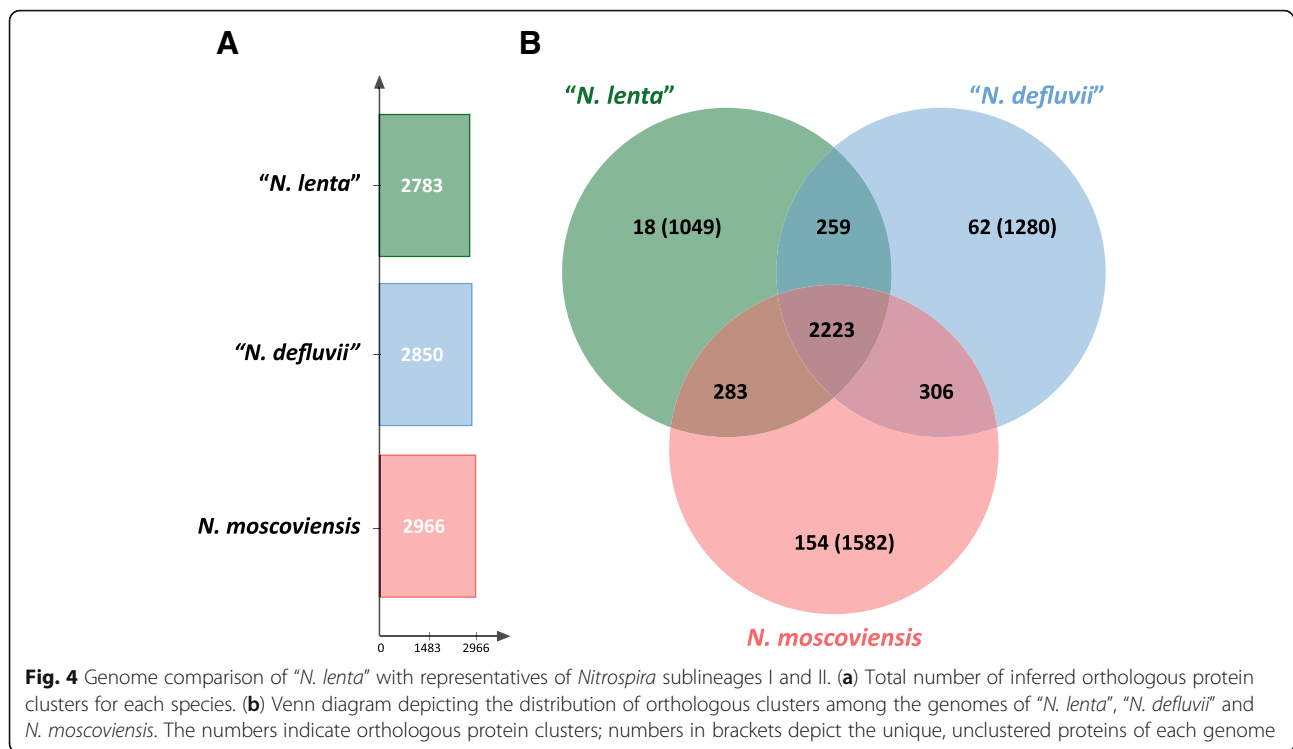 A
B
“N. lenta”
“N. defluvii”
“N. lenta”
2783
18 (1049)
259
62 (1280)
“N. defluvii”
2850
2223
283
306
N. moscoviensis
2966
154 (1582)
0
1483
2966
N. moscoviensis
Fig. 4 Genome comparison of “N. lenta” with representatives of Nitrospira sublineages I and II. (a) Total number of inferred orthologous protein
clusters for each species. (b) Venn diagram depicting the distribution of orthologous clusters among the genomes of “N. lenta”, “N. defluvii” and
N. moscoviensis. The numbers indicate orthologous protein clusters; numbers in brackets depict the unique, unclustered proteins of each genome